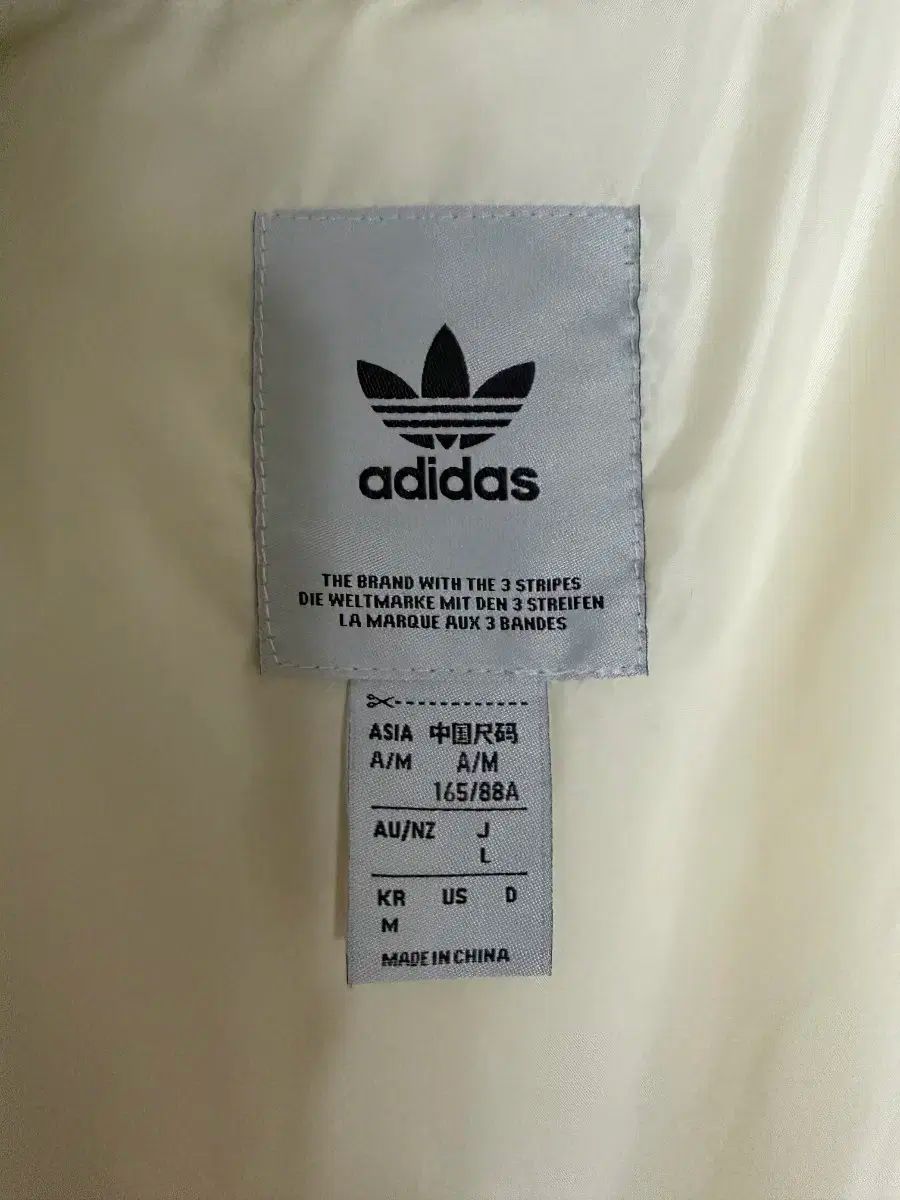 adidas
THE BRAND WITH THE 3 STRIPES
DIE WELTMARKE MIT DEN 3 STREIFEN
LA MARQUE AUX 3 BANDES
ASIA 中国尺码
A/M A/M
165/88A
AU/NZ J
L
KR US D
M
MADE IN CHINA